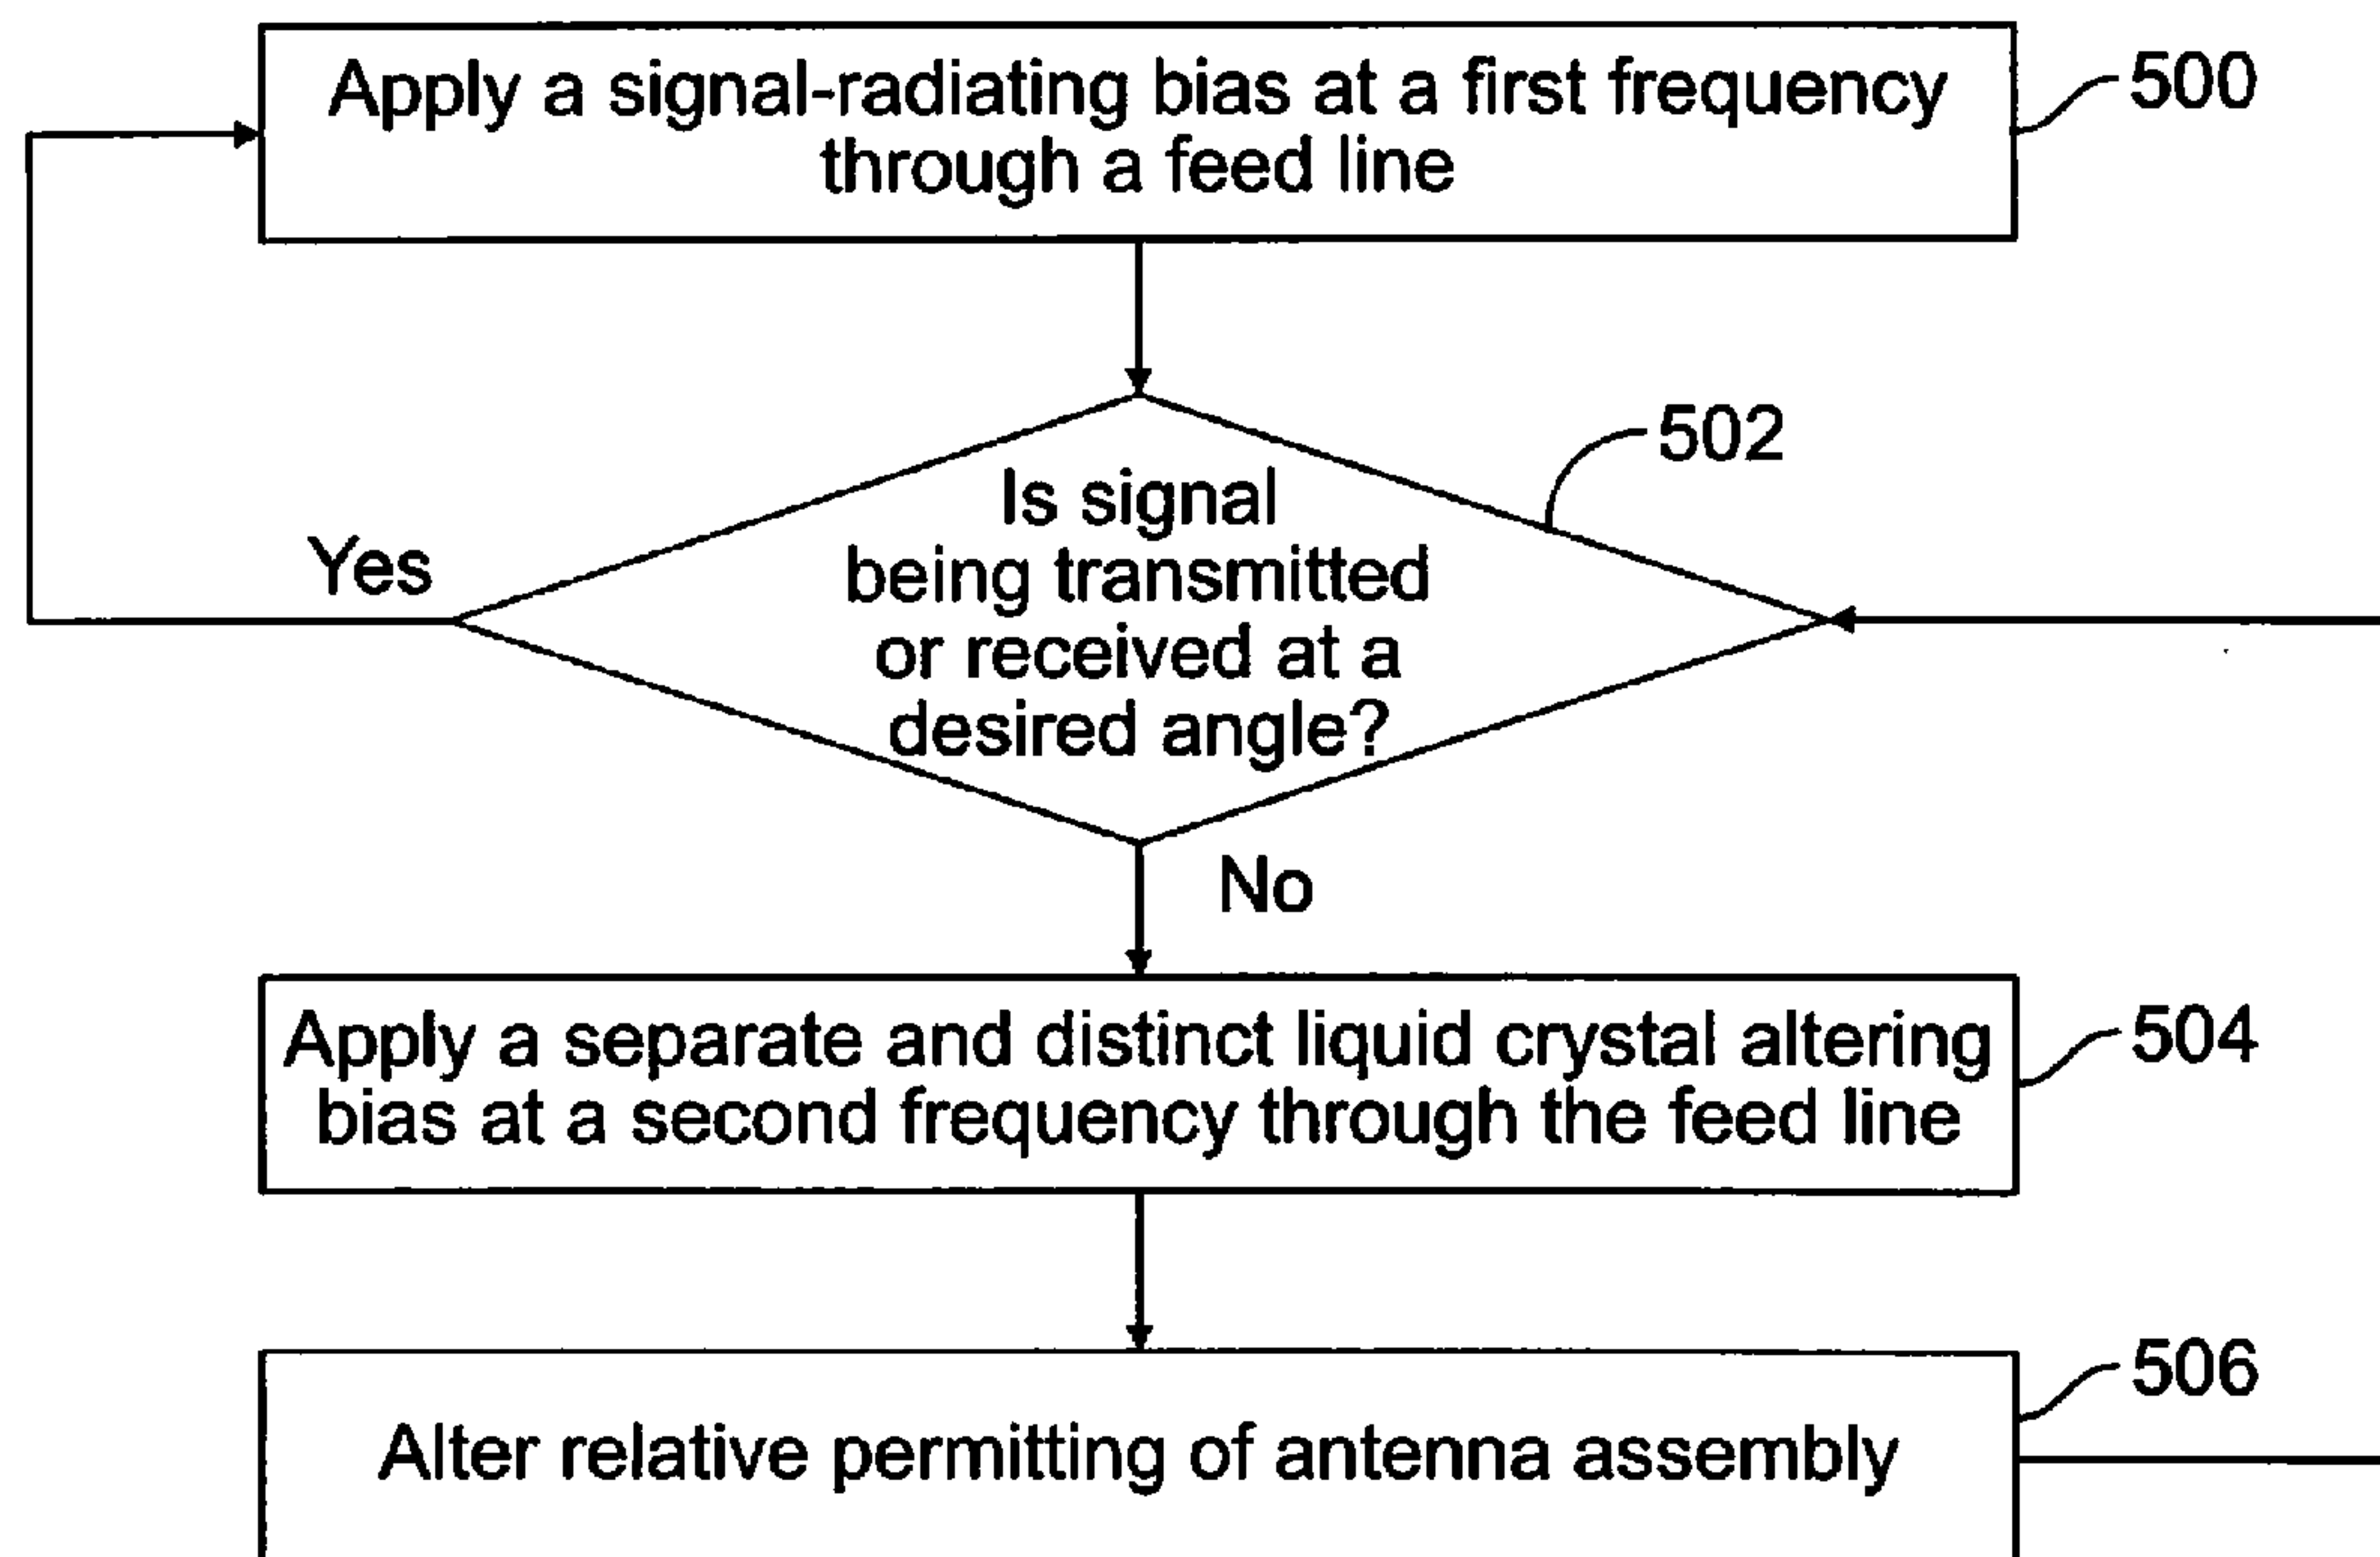 Apply a signal-radiating bias at a first frequency
through a feed line
500
502
Is signal
being transmitted
or received at a
desired angle?
Yes
No
Apply a separate and distinct liquid crystal altering
bias at a second frequency through the feed line
504
506
Alter relative permitting of antenna assembly